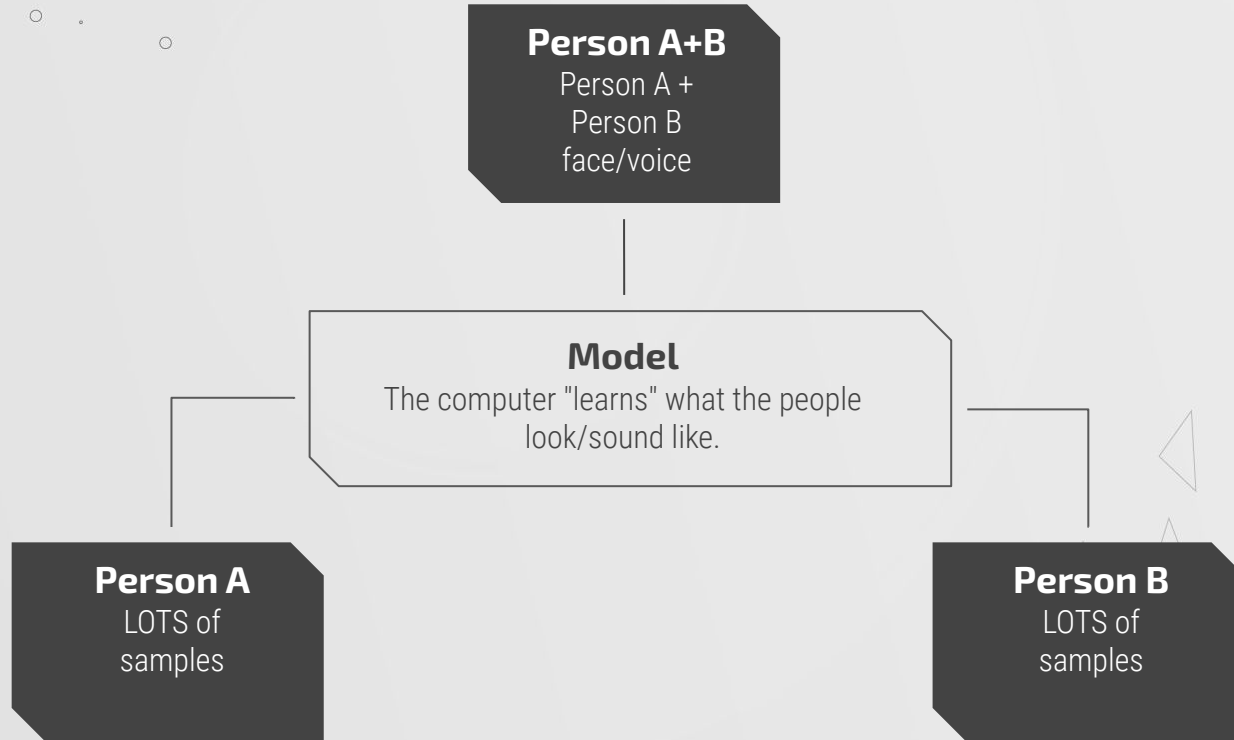 Person A+B
Person A +
Person B
face/voice
Model
The computer "learns" what the people
look/sound like.
Person A
LOTS of
samples
Person B
LOTS of
samples